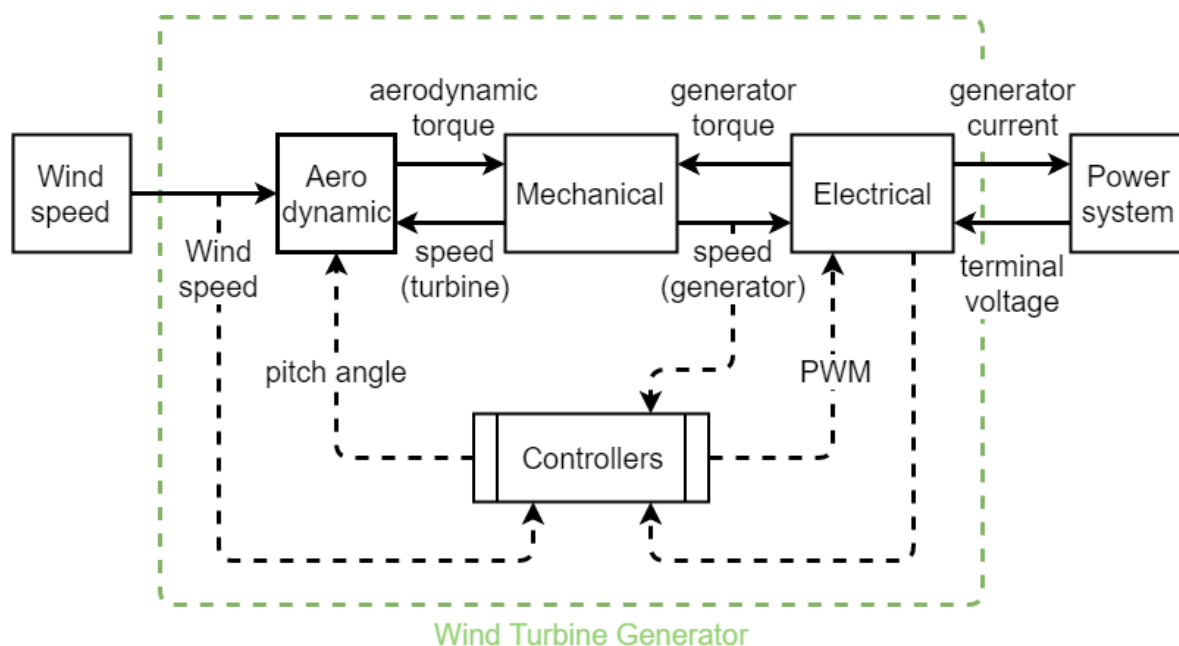 aerodynamic
torque
generator
torque
generator
current
Wind
speed
Aero
dynamic
Mechanical
Electrical
Power
system
Wind
speed
speed
(turbine)
speed
(generator)
terminal
voltage
pitch angle
PWM
Controllers
Wind Turbine Generator